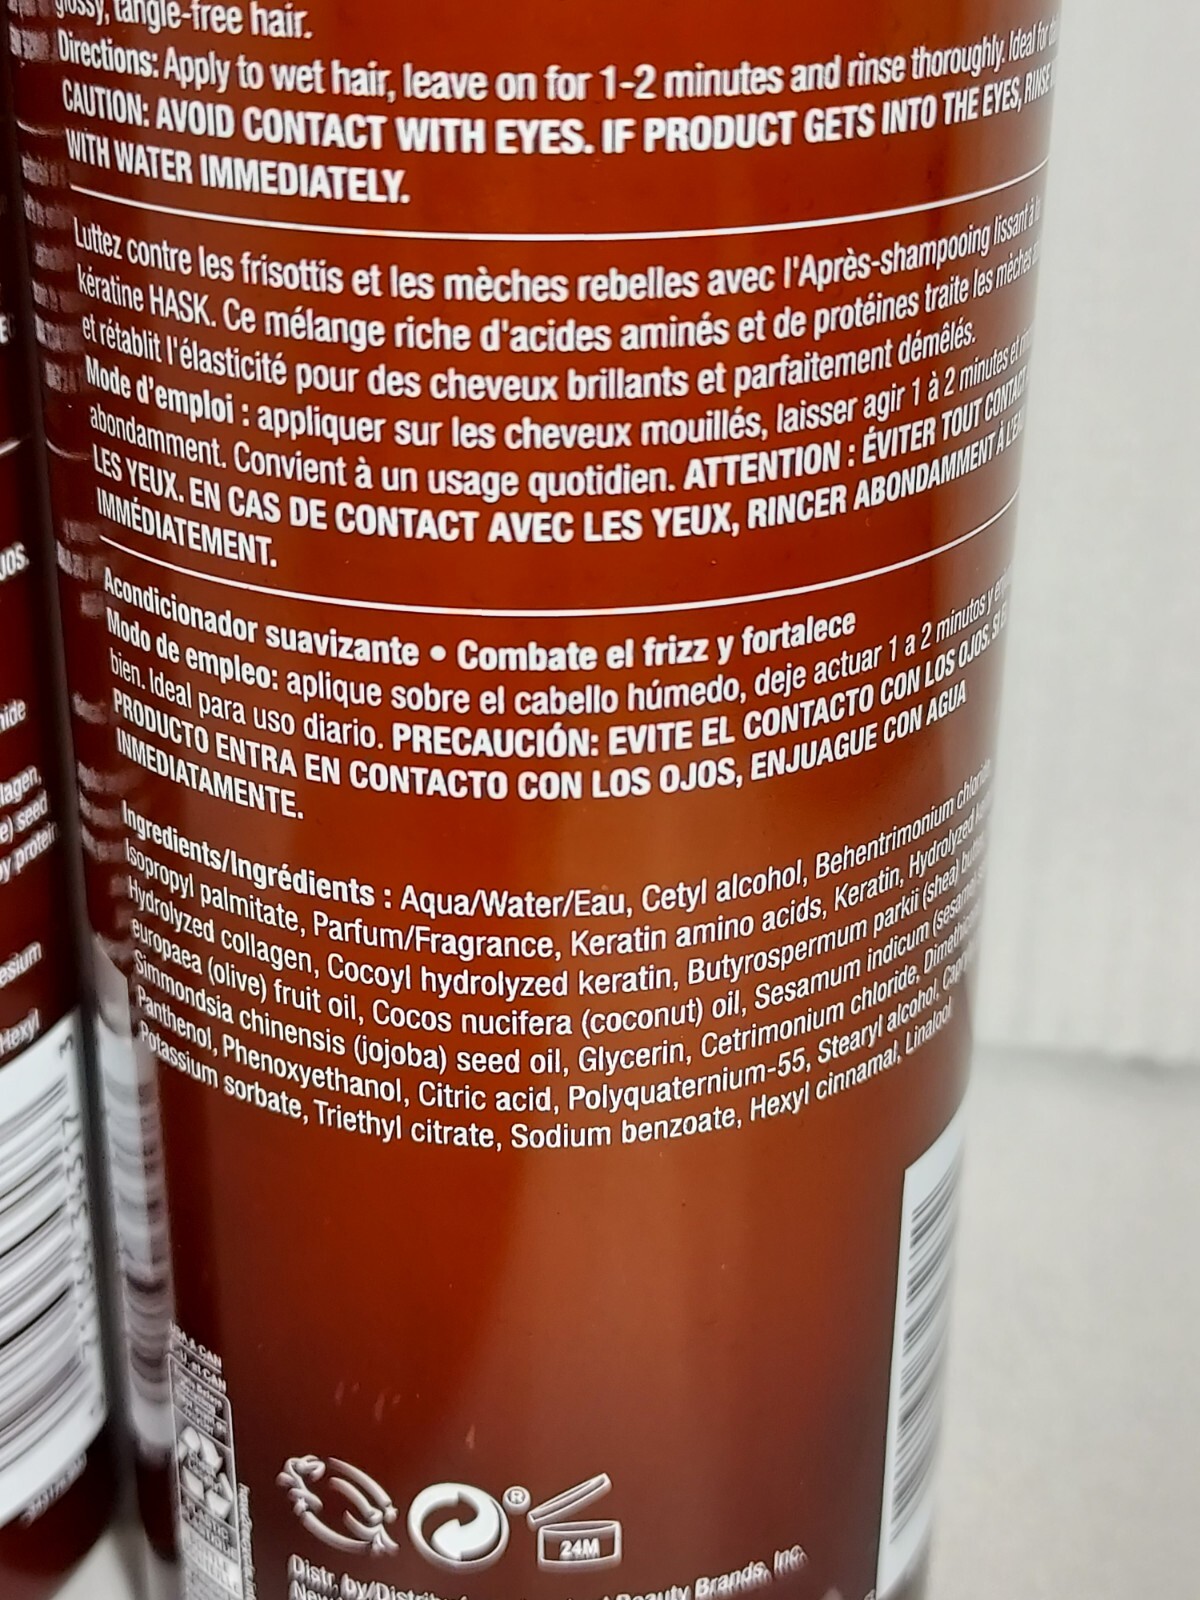 glossy, tangle-free hair.
Directions: Apply to wet hair, leave on for 1-2 minutes and rinse thoroughly. Ideal for
CAUTION: AVOID CONTACT WITH EYES. IF PRODUCT GETS INTO THE EYES, RINSE
WITH WATER IMMEDIATELY.
Luttez contre les frisottis et les mèches rebelles avec l'Après-shampooing lissant à la
kératine HASK. Ce mélange riche d'acides aminés et de protéines traite les mèches
et rétablit l'élasticité pour des cheveux brillants et parfaitement démêlés.
Mode d'emploi : appliquer sur les cheveux mouillés, laisser agir 1 à 2 minutes et
abondamment. Convient à un usage quotidien. ATTENTION : ÉVITER TOUT CONTACT
LES YEUX. EN CAS DE CONTACT AVEC LES YEUX, RINCER ABONDAMMENT À L'EAU
IMMÉDIATEMENT.
Acondicionador suavizante • Combate el frizz y fortalece
Modo de empleo: aplique sobre el cabello húmedo, deje actuar 1 a 2 minutos y
bien. Ideal para uso diario. PRECAUCIÓN: EVITE EL CONTACTO CON LOS OJOS. SI EL
PRODUCTO ENTRA EN CONTACTO CON LOS OJOS, ENJUAGUE CON AGUA
INMEDIATAMENTE.
Ingredients/Ingrédients : Aqua/Water/Eau, Cetyl alcohol, Behentrimonium chloride,
Isopropyl palmitate, Parfum/Fragrance, Keratin amino acids, Keratin, Hydrolyzed
Hydrolyzed collagen, Cocoyl hydrolyzed keratin, Butyrospermum parkii (shea) butter,
europaea (olive) fruit oil, Cocos nucifera (coconut) oil, Sesamum indicum (sesame)
Simmondsia chinensis (jojoba) seed oil, Glycerin, Cetrimonium chloride,
Panthenol, Phenoxyethanol, Citric acid, Polyquaternium-55, Stearyl alcohol,
Potassium sorbate, Triethyl citrate, Sodium benzoate, Hexyl cinnamal, Linalool
®
24M
Distr. by/Distrib Beauty Brands, Inc.
OJOS.
lagen,
e) seed
oy protein
esium
Hexyl